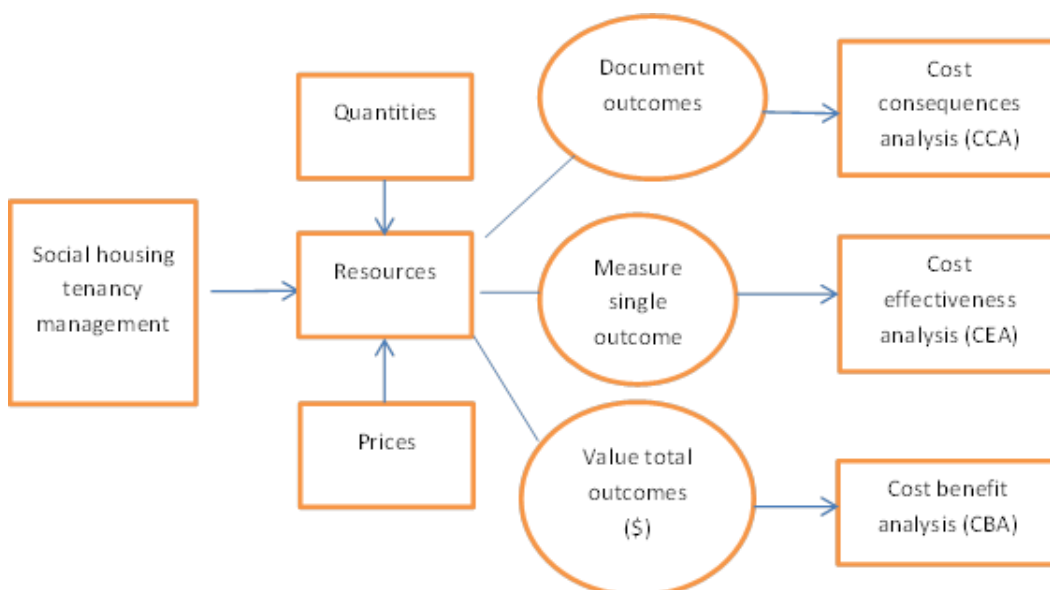 Social housing
tenancy
management
Quantities
Resources
Prices
Document
outcomes
Measure
single
outcome
Value total
outcomes
($)
Cost
consequences
analysis (CCA)
Cost
effectiveness
analysis (CEA)
Cost benefit
analysis (CBA)